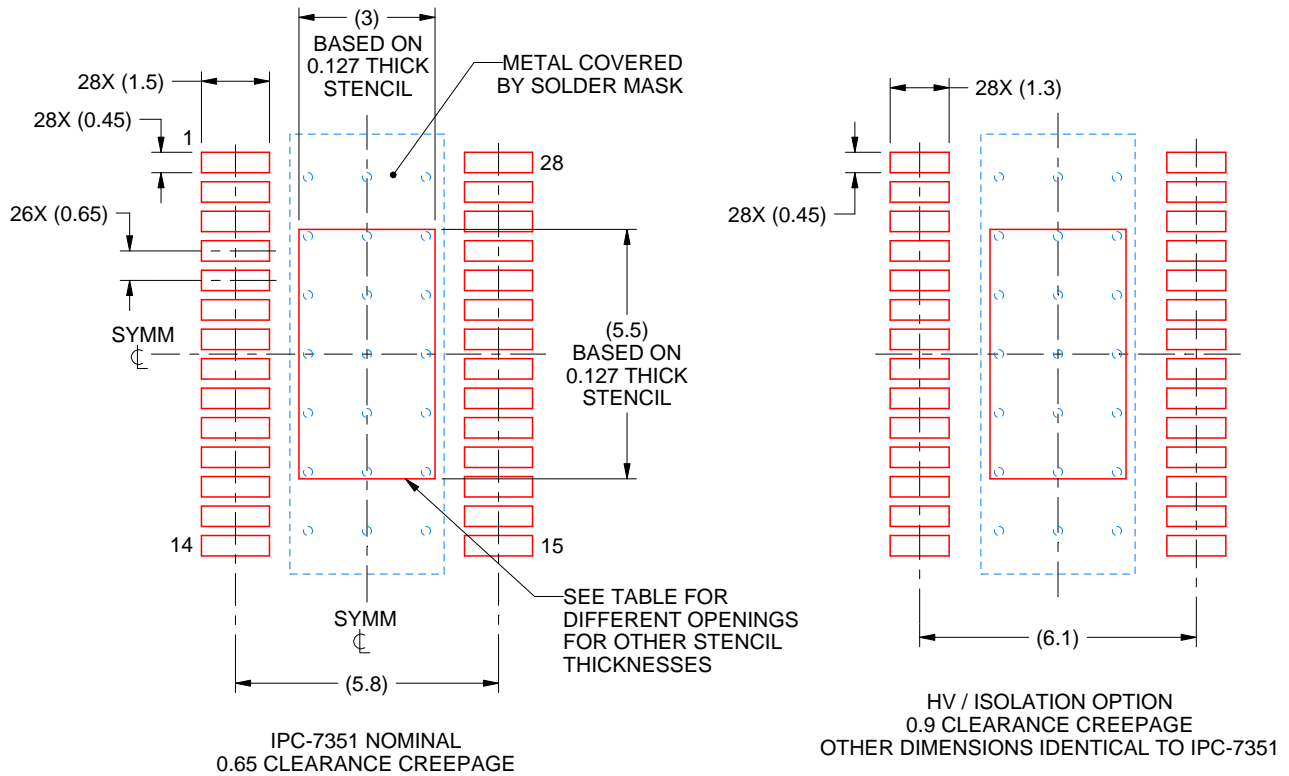 (3)
BASED ON
0.127 THICK
STENCIL
METAL COVERED
BY SOLDER MASK
28X (1.5)
28X (0.45)
1
28
26X (0.65)
SYMM
℄
(5.5)
BASED ON
0.127 THICK
STENCIL
14
15
SEE TABLE FOR
DIFFERENT OPENINGS
FOR OTHER STENCIL
THICKNESSES
SYMM
℄
(5.8)
IPC-7351 NOMINAL
0.65 CLEARANCE CREEPAGE
28X (1.3)
28X (0.45)
(6.1)
HV / ISOLATION OPTION
0.9 CLEARANCE CREEPAGE
OTHER DIMENSIONS IDENTICAL TO IPC-7351